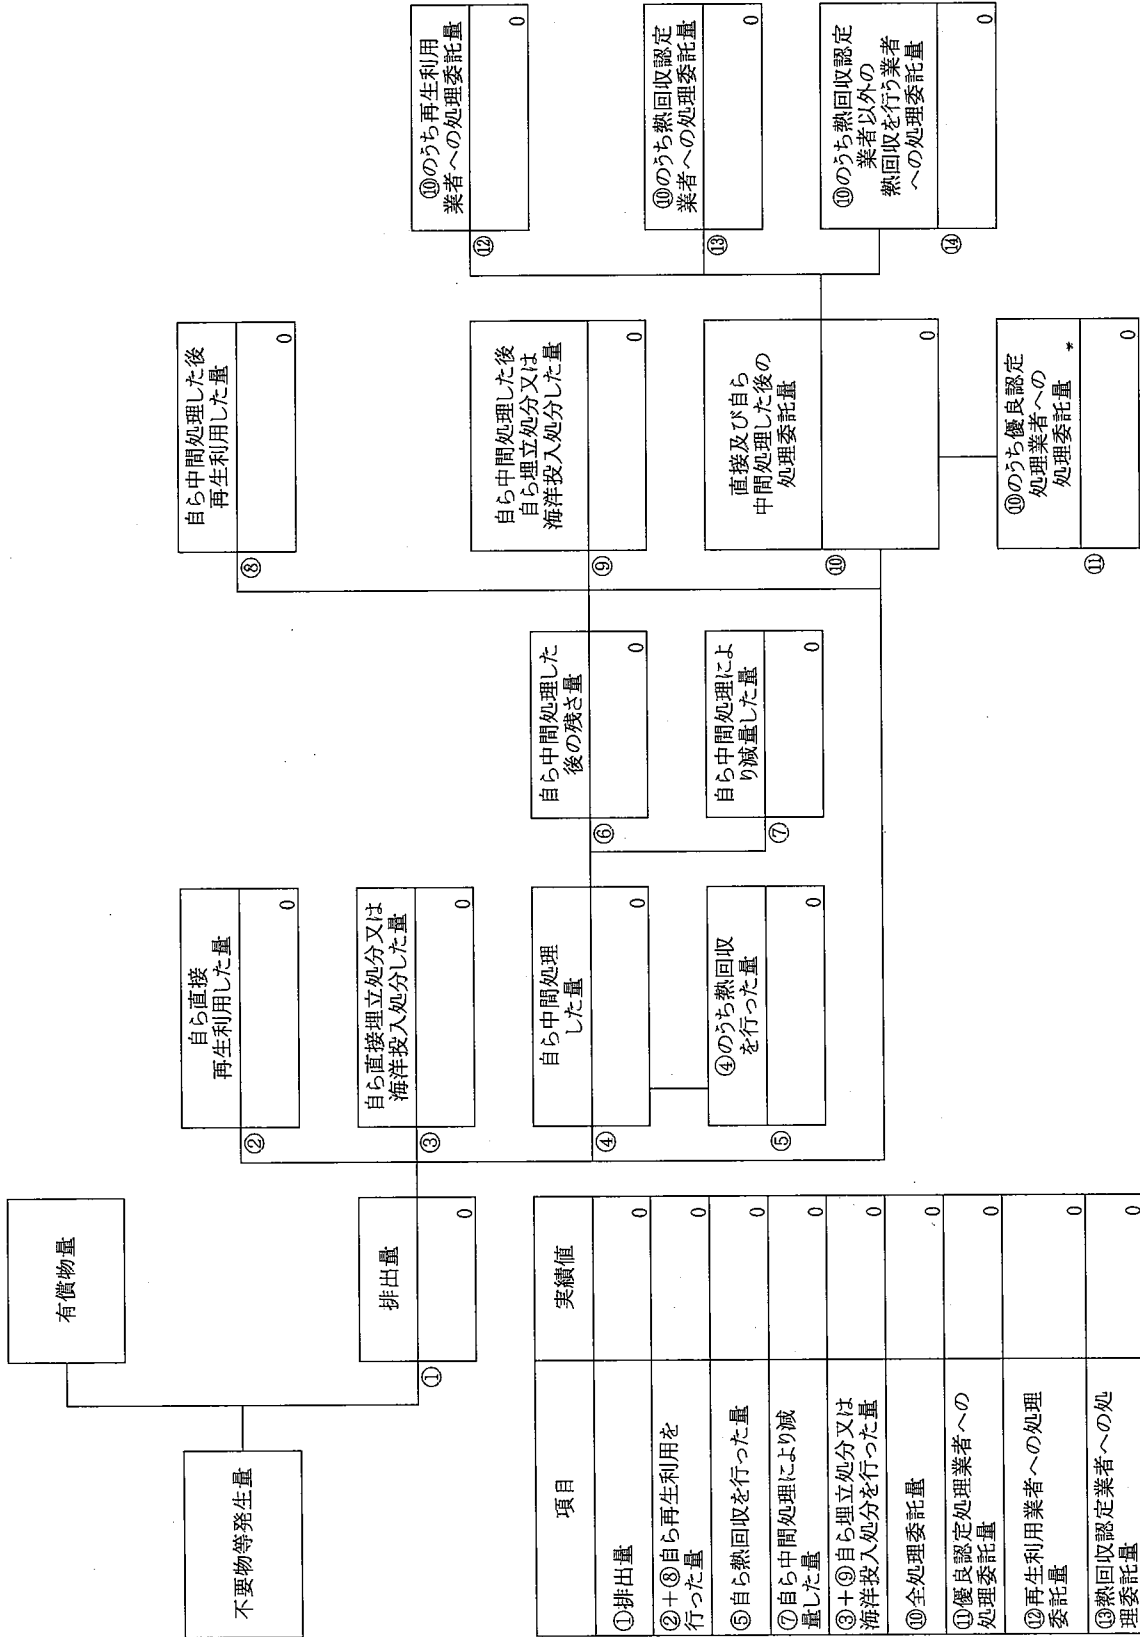 不要物等発生量
有償物量
①
排出量
0
②
自ら直接
再生利用した量
0
③
自ら直接埋立処分又は
海洋投入処分した量
0
④
自ら中間処理
した量
0
⑤
④のうち熱回収
を行った量
0
⑥
自ら中間処理した
後の残さ量
0
⑦
自ら中間処理によ
り減量した量
0
⑧
自ら中間処理した後
再生利用した量
0
⑨
自ら中間処理した後
自ら埋立処分又は
海洋投入処分した量
0
⑩
直接及び自ら
中間処理した後の
処理委託量
0
⑪
⑩のうち優良認定
処理業者への
処理委託量
*
0
⑫
⑩のうち再生利用
業者への処理委託量
0
⑬
⑩のうち熱回収認定
業者への処理委託量
0
⑭
⑩のうち熱回収認定
業者以外の
熱回収を行う業者
への処理委託量
0
項目 実績値
①排出量 0
②+⑧自ら再生利用を
行った量 0
⑤自ら熱回収を行った量 0
⑦自ら中間処理により減
量した量 0
③+⑨自ら埋立処分又は
海洋投入処分を行った量 0
⑩全処理委託量 0
⑪優良認定処理業者への
処理委託量 0
⑫再生利用業者への処理
委託量 0
⑬熱回収認定業者への処
理委託量 0